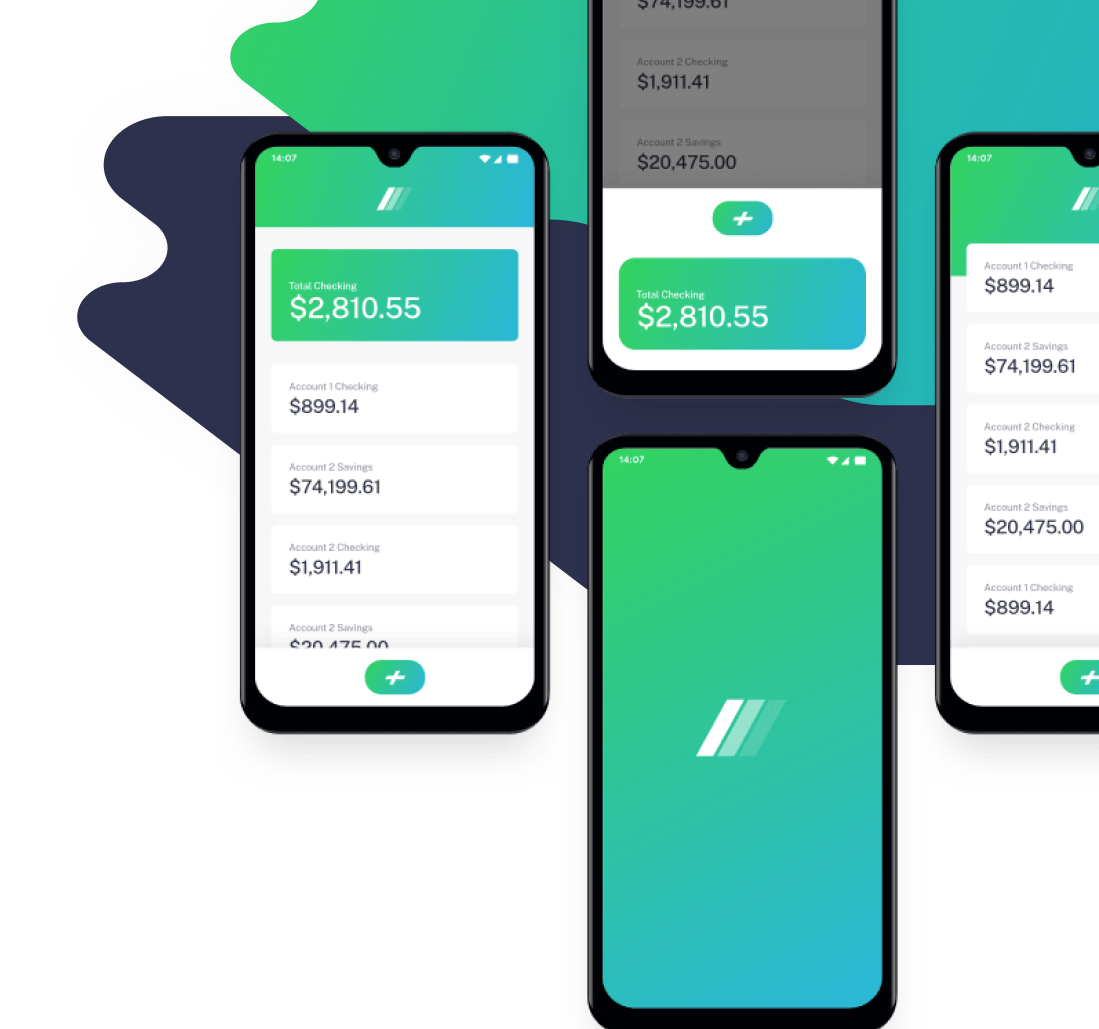 14:07
Total Checking
$2,810.55
Account 1 Checking
$899.14
Account 2 Savings
$74,199.61
Account 2 Checking
$1,911.41
Account 2 Savings
$20,475.00
$74,199.61
Account 2 Checking
$1,911.41
Account 2 Savings
$20,475.00
Total Checking
$2,810.55
14:07
14:07
Account 1 Checking
$899.14
Account 2 Savings
$74,199.61
Account 2 Checking
$1,911.41
Account 2 Savings
$20,475.00
Account 1 Checking
$899.14